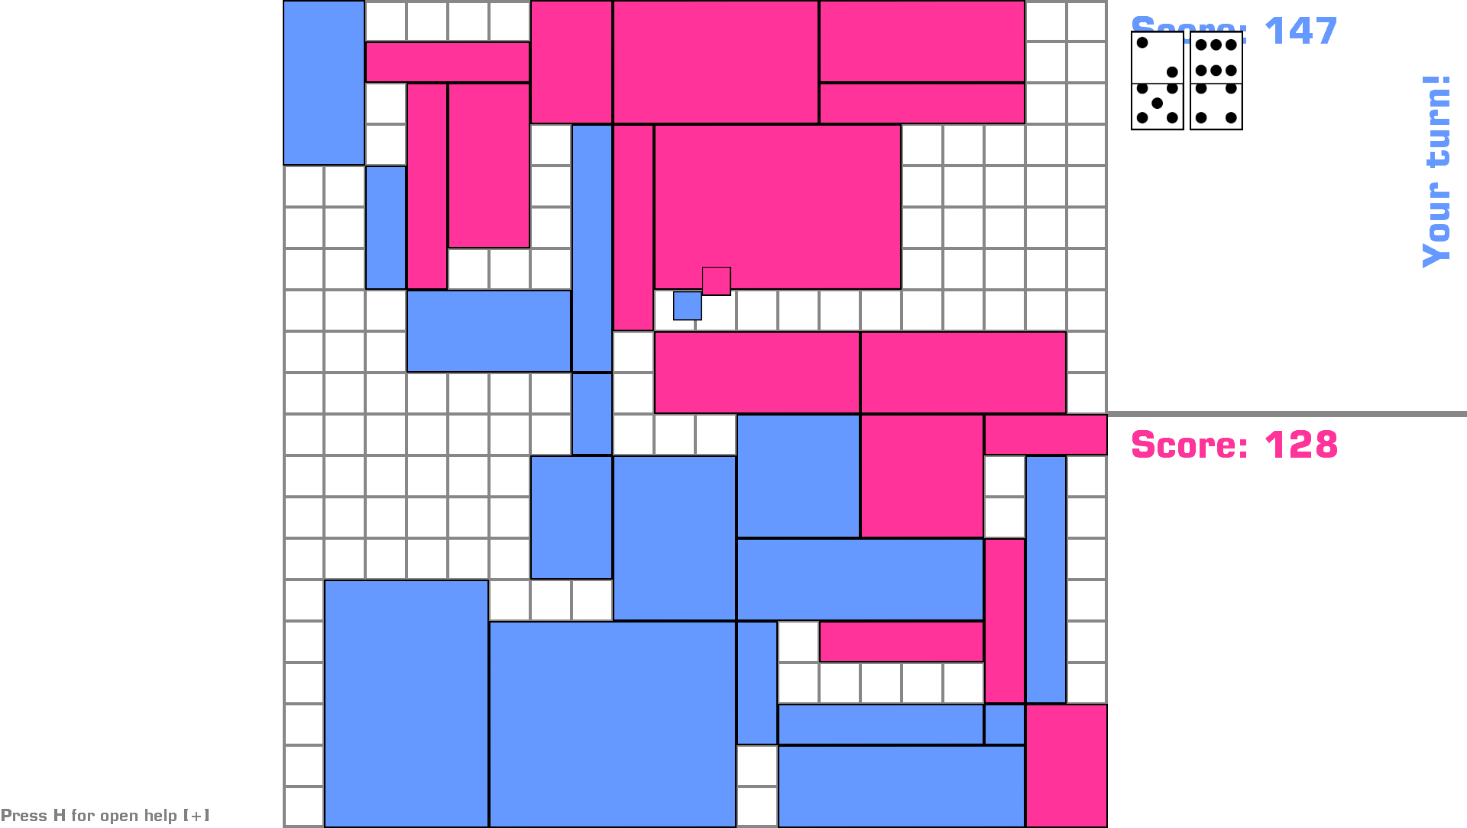 Score: 147
Your turn!
Score: 128
Press H for open help [+]